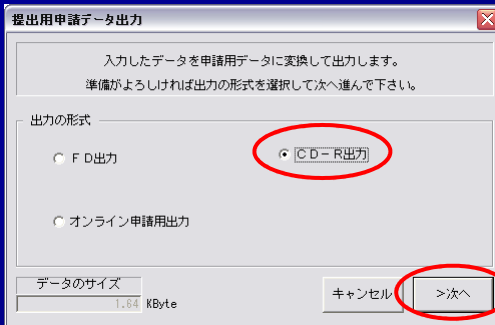 提出用申請データ出力
入力したデータを申請用データに変換して出力します。
準備がよろしければ出力の形式を選択して次へ進んで下さい。
出力の形式
ＦＤ出力
ＣＤ－Ｒ出力
オンライン申請用出力
データのサイズ
1.64 KByte
キャンセル
>次へ